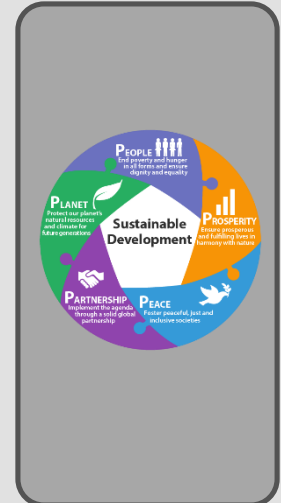 PEOPLE
End poverty and hunger
in all forms and ensure
dignity and equality
PROSPERITY
Ensure prosperous
and fulfilling lives in
harmony with nature
PEACE
Foster peaceful, just and
inclusive societies
PARTNERSHIP
Implement the agenda
through a solid global
partnership
PLANET
Protect our planet's
natural resources
and climate for
future generations
Sustainable
Development